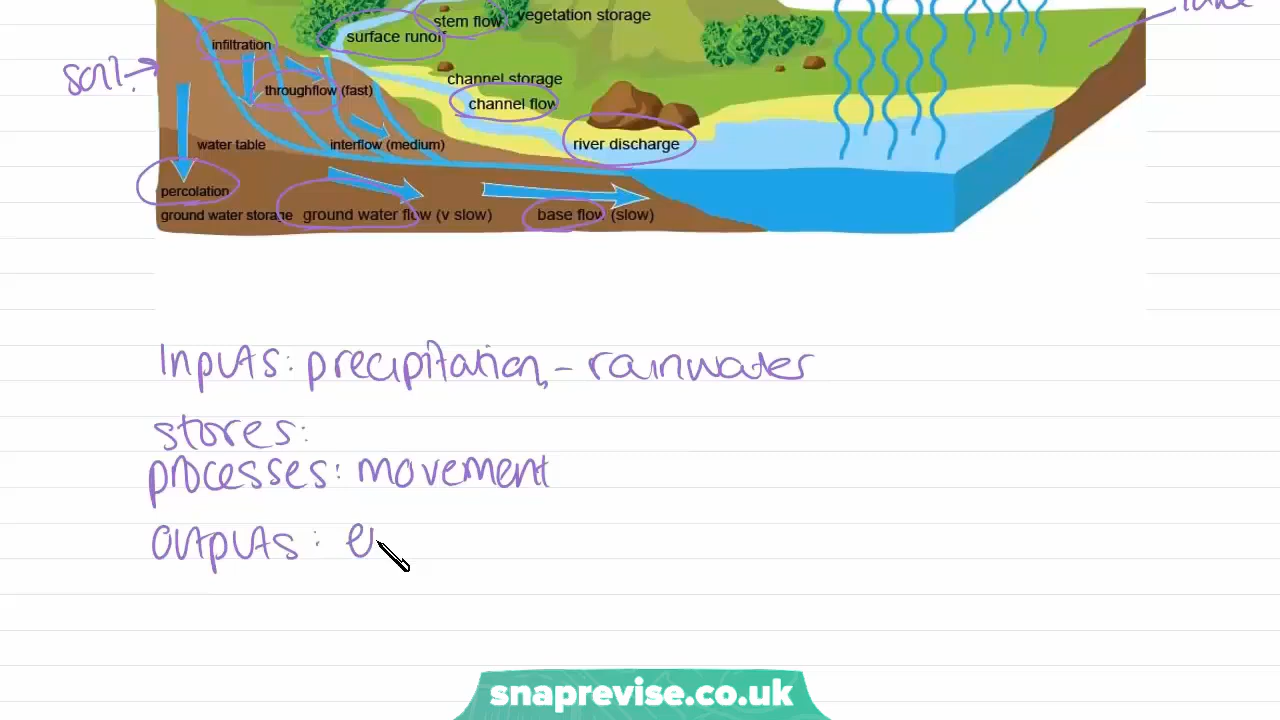 stem flow
vegetation storage
surface runoff
infiltration
soil?
channel storage
throughflow (fast)
channel flow
water table
interflow (medium)
river discharge
percolation
ground water storage
ground water flow (v slow)
base flow (slow)
Inputs: precipitation, - rainwater
stores:
processes: movement
outputs: e
snaprevise.co.uk